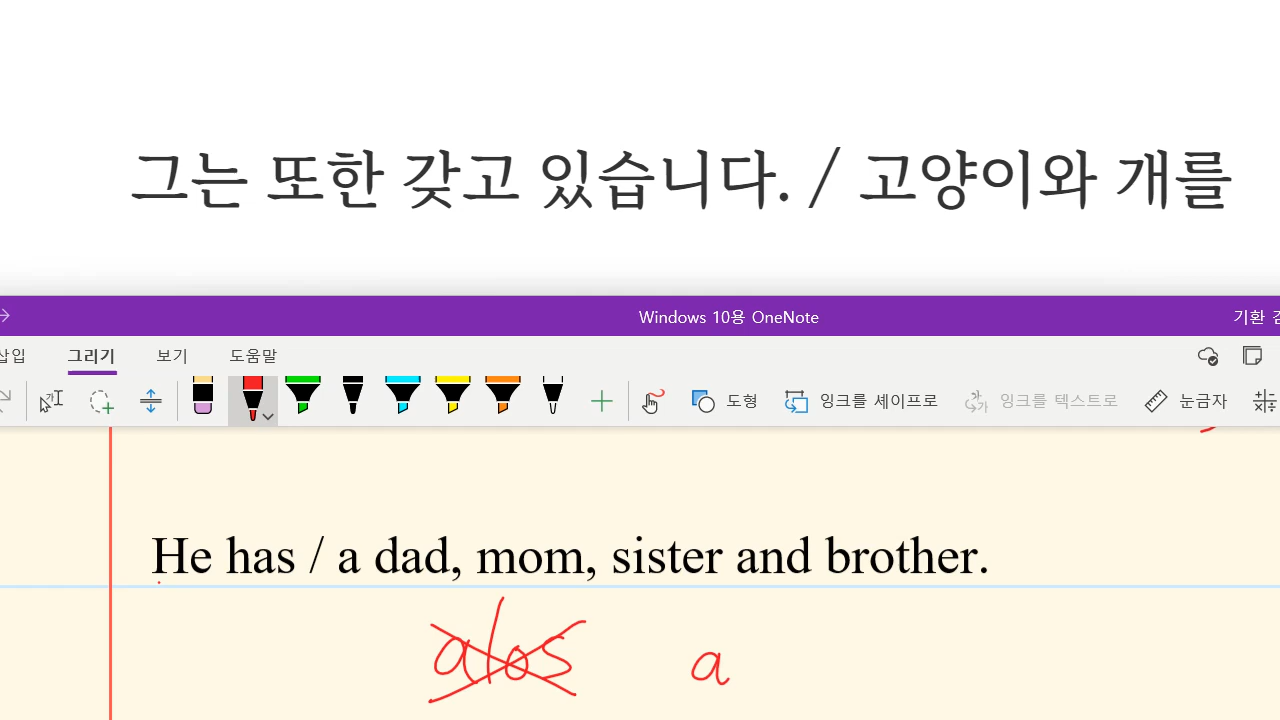 그는 또한 갖고 있습니다. / 고양이와 개를
Windows 10용 OneNote
기환
삽입 그리기 보기 도움말
도형 잉크를 셰이프로 잉크를 텍스트로 눈금자
He has / a dad, mom, sister and brother.
alos a